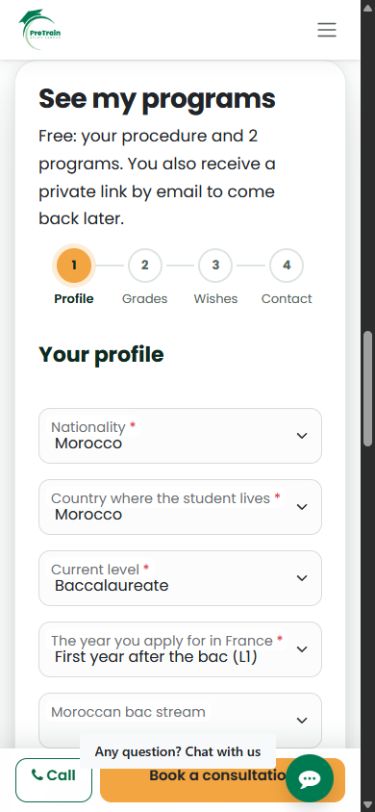 PreTrain
See my programs
Free: your procedure and 2
programs. You also receive a
private link by email to come
back later.
1 2 3 4
Profile Grades Wishes Contact
Your profile
Nationality *
Morocco
Country where the student lives *
Morocco
Current level *
Baccalaureate
The year you apply for in France *
First year after the bac (L1)
Moroccan bac stream
Any question? Chat with us
Call
Book a consultatio